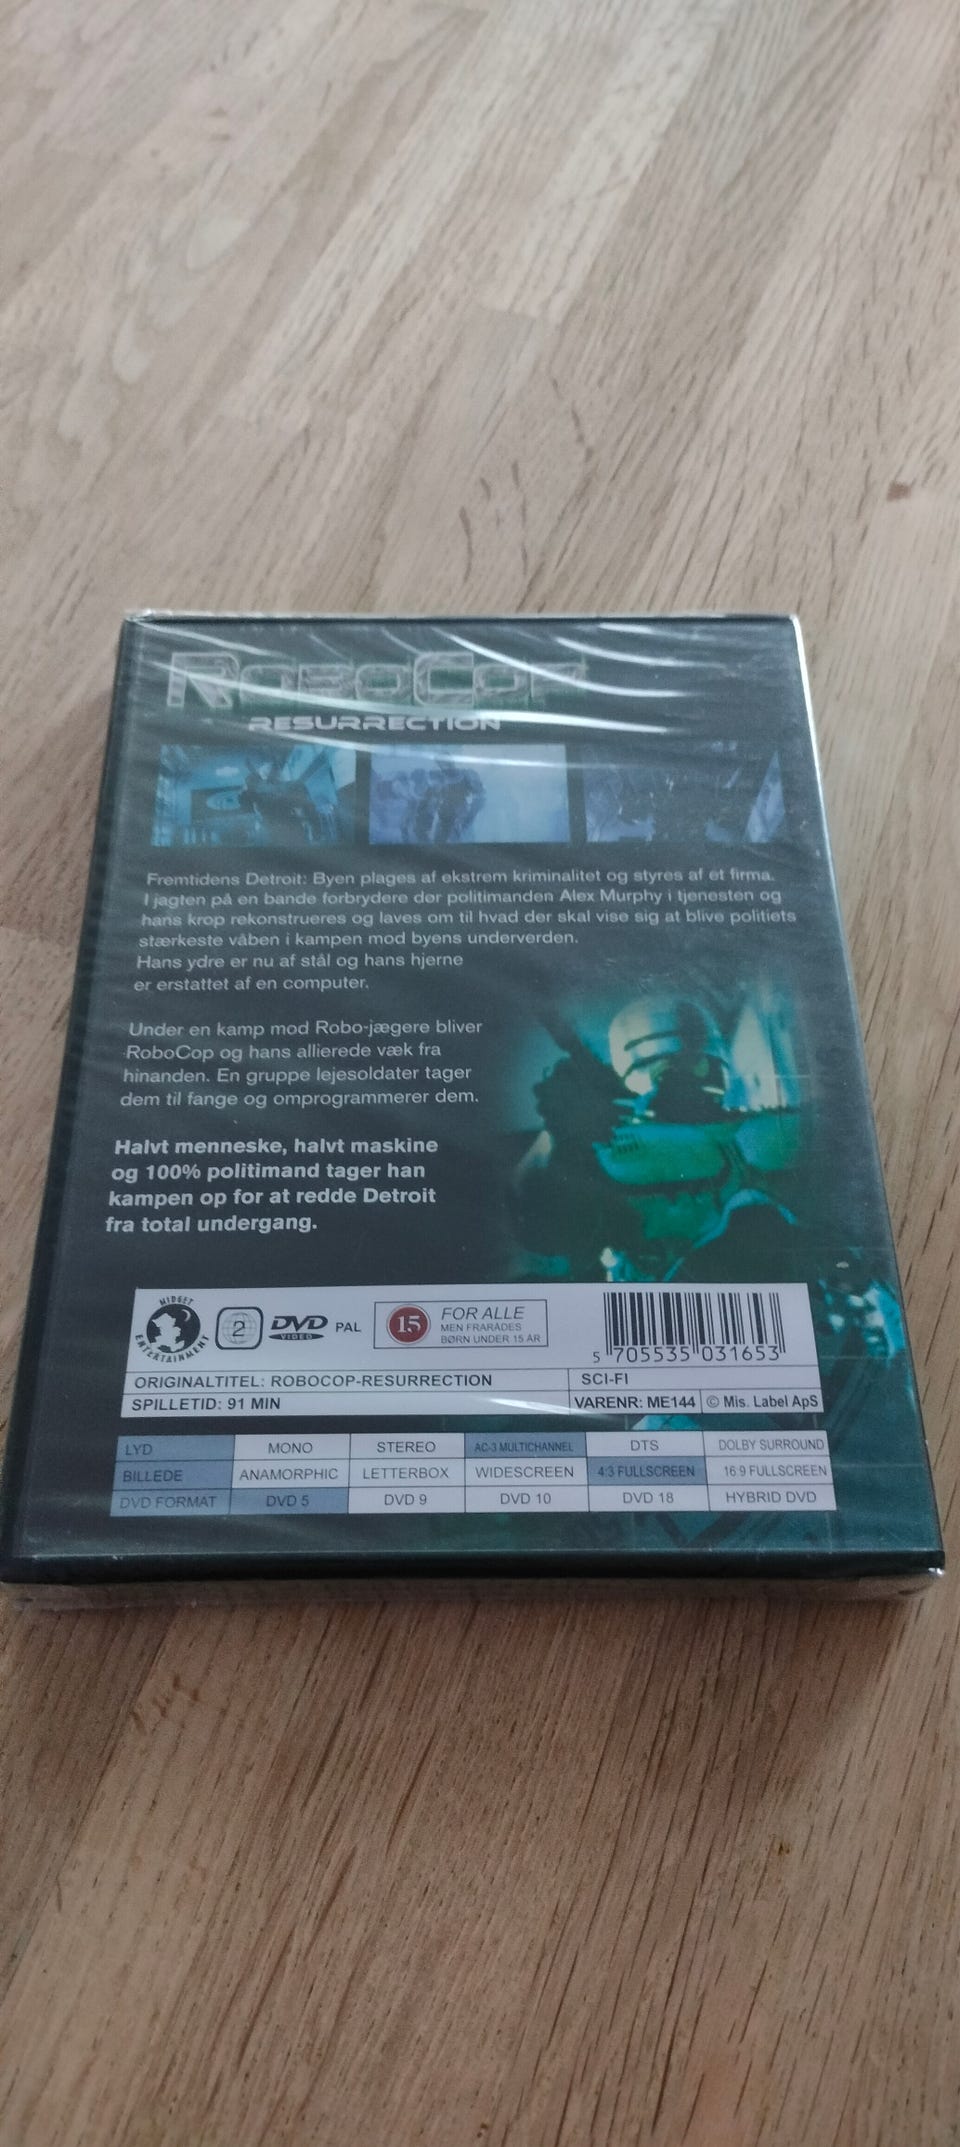 ROBOCOP
RESURRECTION
Fremtidens Detroit: Byen plages af ekstrem kriminalitet og styres af et firma.
I jagten på en bande forbrydere dør politimanden Alex Murphy i tjenesten og
hans krop rekonstrueres og laves om til hvad der skal vise sig at blive politiets
stærkeste våben i kampen mod byens underverden.
Hans ydre er nu af stål og hans hjerne
er erstattet af en computer.
Under en kamp mod Robo-jægere bliver
RoboCop og hans allierede væk fra
hinanden. En gruppe lejesoldater tager
dem til fange og omprogrammerer dem.
Halvt menneske, halvt maskine
og 100% politimand tager han
kampen op for at redde Detroit
fra total undergang.
MIDGET ENTERTAINMENT
2
DVD VIDEO
PAL
15
FOR ALLE
MEN FRARÅDES
BØRN UNDER 15 ÅR
5 705535 031653
ORIGINALTITEL: ROBOCOP-RESURRECTION SCI-FI
SPILLETID: 91 MIN VARENR: ME144 © Mis. Label ApS
LYD MONO STEREO AC-3 MULTICHANNEL DTS DOLBY SURROUND
BILLEDE ANAMORPHIC LETTERBOX WIDESCREEN 4:3 FULLSCREEN 16:9 FULLSCREEN
DVD FORMAT DVD 5 DVD 9 DVD 10 DVD 18 HYBRID DVD